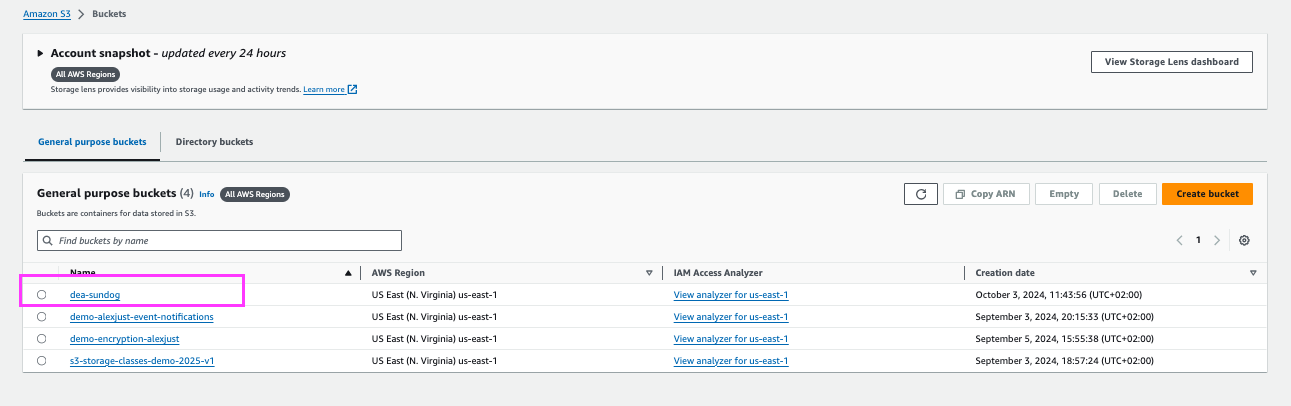 Amazon S3 > Buckets
Account snapshot - updated every 24 hours
View Storage Lens dashboard
All AWS Regions
Storage lens provides visibility into storage usage and activity trends. Learn more
General purpose buckets Directory buckets
General purpose buckets (4) Info All AWS Regions
Copy ARN Empty Delete Create bucket
Buckets are containers for data stored in S3.
Find buckets by name
1
Name AWS Region IAM Access Analyzer Creation date
dea-sundog US East (N. Virginia) us-east-1 View analyzer for us-east-1 October 3, 2024, 11:43:56 (UTC+02:00)
demo-alexjust-event-notifications US East (N. Virginia) us-east-1 View analyzer for us-east-1 September 3, 2024, 20:15:33 (UTC+02:00)
demo-encryption-alexjust US East (N. Virginia) us-east-1 View analyzer for us-east-1 September 5, 2024, 15:55:38 (UTC+02:00)
s3-storage-classes-demo-2025-v1 US East (N. Virginia) us-east-1 View analyzer for us-east-1 September 3, 2024, 18:57:24 (UTC+02:00)